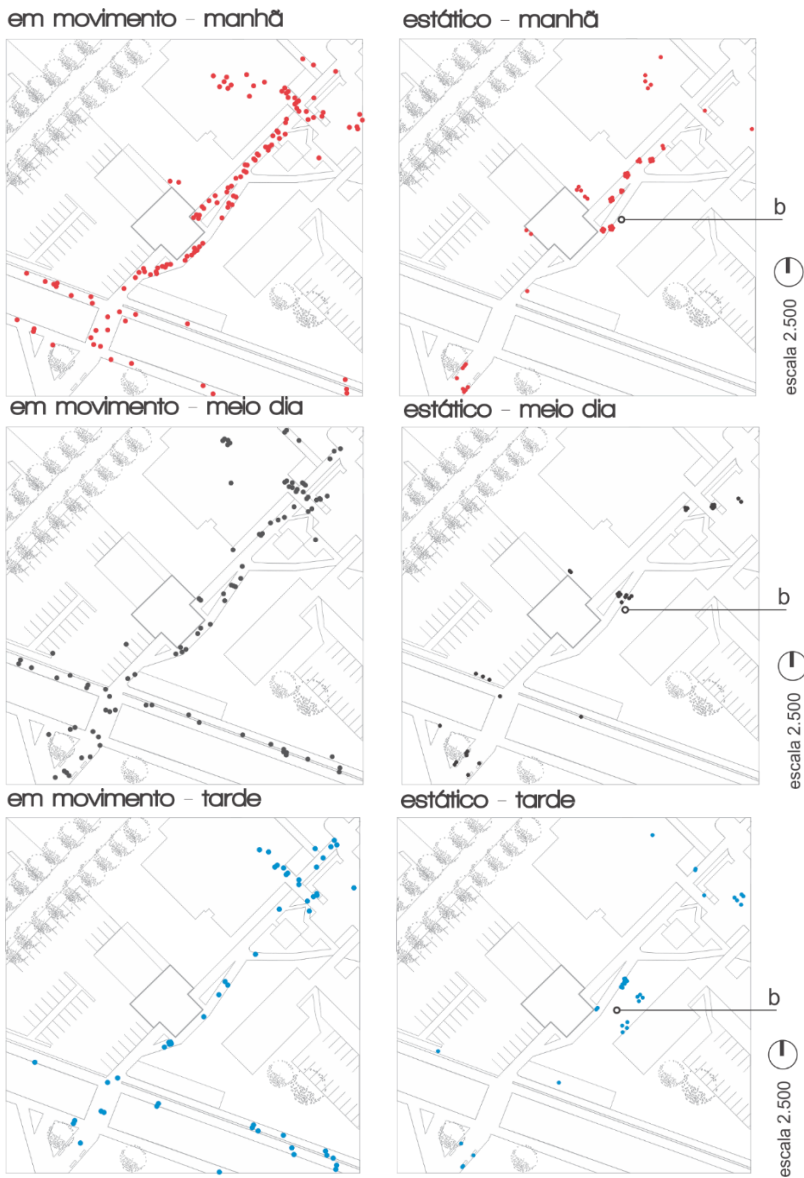 em movimento - manhã
estático - manhã
b
escala 2.500
em movimento - meio dia
estático - meio dia
b
escala 2.500
em movimento - tarde
estático - tarde
b
escala 2.500